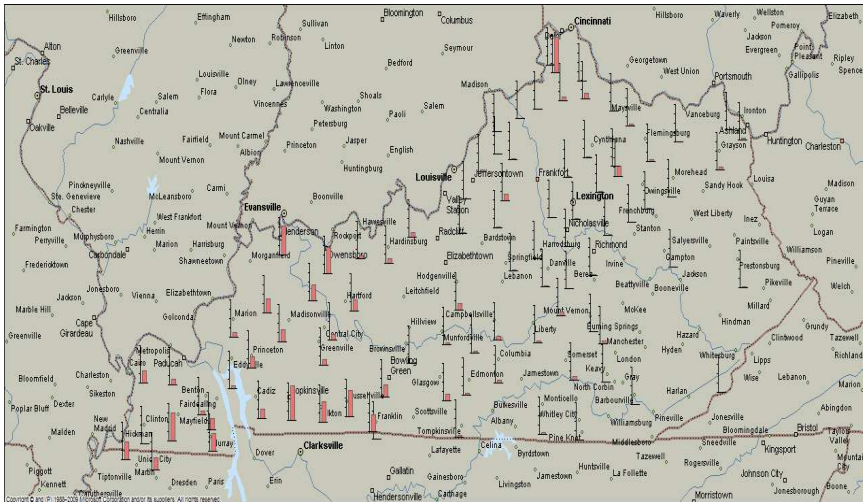 Hillsboro
Effingham
Bloomington
Columbus
Hillsboro
Waverly
Wellston
Elizabeth
Pomeroy
Sullivan
Robinson
Linton
Newton
Cincinnati
Alton
Greenville
Seymour
Jackson
Evergreen
Point Pleasant
Ripley
Spence
St. Charles
Bedford
Georgetown
West Union
Portsmouth
Gallipolis
Louisville
Olney
Lawrenceville
Madison
St. Louis
Carlyle
Salem
Flora
Vincennes
Shoals
Washington
Salem
Paoli
Maysville
Vanceburg
Ironton
Belleville
Centralia
Petersburg
Oakville
Nashville
Fairfield
Mount Carmel
Princeton
Jasper
Cynthiana
Flemingsburg
Ashland
Grayson
Huntington
Charleston
Albion
English
Mount Vernon
Huntingburg
Louisville
Jeffersontown
Frankfort
Morehead
Sandy Hook
Louisa
Madison
Pinckneyville
Carmi
Boonville
Ste. Genevieve
McLeansboro
Valley Station
Lexington
Owingsville
Guyan Terrace
Chester
West Frankfort
Evansville
Nicholasville
Frenchburg
West Liberty
Inez
Farmington
Perryville
Murphysboro
Herrin
Mount Vernon
Henderson
Hawesville
Rockport
Hardinsburg
Radcliff
Bardstown
Harrodsburg
Stanton
Logan
Marion
Harrisburg
Richmond
Salyersville
Paintsville
Williamson
Carbondale
Shawneetown
Morganfield
Owensboro
Elizabethtown
Springfield
Danville
Irvine
Gampton
Prestonsburg
Pineville
Fredericktown
Hodgenville
Lebanon
Berea
Beattyville
Jackson
Booneville
Pikeville
Welch
Jonesboro
Vienna
Elizabethtown
Leitchfield
Jackson
Hartford
Marble Hill
Golconda
Marion
Madisonville
Campbellsville
Mount Vernon
McKee
Millard
Cape Girardeau
Hillview
Hindman
Grundy
Greenville
Central City
Munfordville
Liberty
Burning Springs
Hazard
Clintwood
Tazewell
Metropolis
Princeton
Greenville
Brownsville
Manchester
Hyden
Richland
Cairo
Paducah
Bowling Green
Columbia
Somerset
London
Whitesburg
Lipps
Bloomfield
Charleston
Eddyville
Edmonton
Jamestown
Keavy
Gray
Wise
Lebanon
Marion
Benton
Cadiz
Hopkinsville
Russellville
Glasgow
North Corbin
Harlan
Sikeston
Fairdealing
Burkesville
Monticello
Barbourville
Poplar Bluff
Dexter
New Madrid
Clinton
Mayfield
Elkton
Franklin
Scottsville
Albany
Whitley City
Williamsburg
Pineville
Jonesville
Abingdon
Malden
Hickman
Murray
Tompkinsville
Pine Knot
Middlesboro
Bloomingdale
Bristol
Clarksville
Lafayette
Celina
Byrdstown
Sneedville
Kingsport
Taylor Valley
Union City
Dover
Tazewell
Rogersville
Mountain City
Piggott
Tiptonville
Martin
Gallatin
Gainesboro
Jamestown
Huntsville
La Follette
Johnson City
Kennett
Dresden
Paris
Erin
Livingston
Morristown
Boone
Caruthersville
Hendersonville
Carthage
Jonesborough